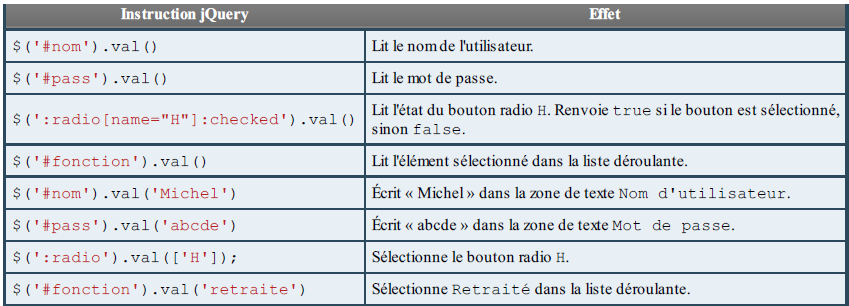 Instruction jQuery Effet
$('#nom').val() Lit le nom de l'utilisateur.
$('#pass').val() Lit le mot de passe.
$(':radio[name="H"]:checked').val() Lit l'état du bouton radio H. Renvoie true si le bouton est sélectionné,
sinon false.
$('#fonction').val() Lit l'élément sélectionné dans la liste déroulante.
$('#nom').val('Michel') Écrit « Michel » dans la zone de texte Nom d'utilisateur.
$('#pass').val('abcde') Écrit « abcde » dans la zone de texte Mot de passe.
$(':radio').val(['H']); Sélectionne le bouton radio H.
$('#fonction').val('retraite') Sélectionne Retraité dans la liste déroulante.